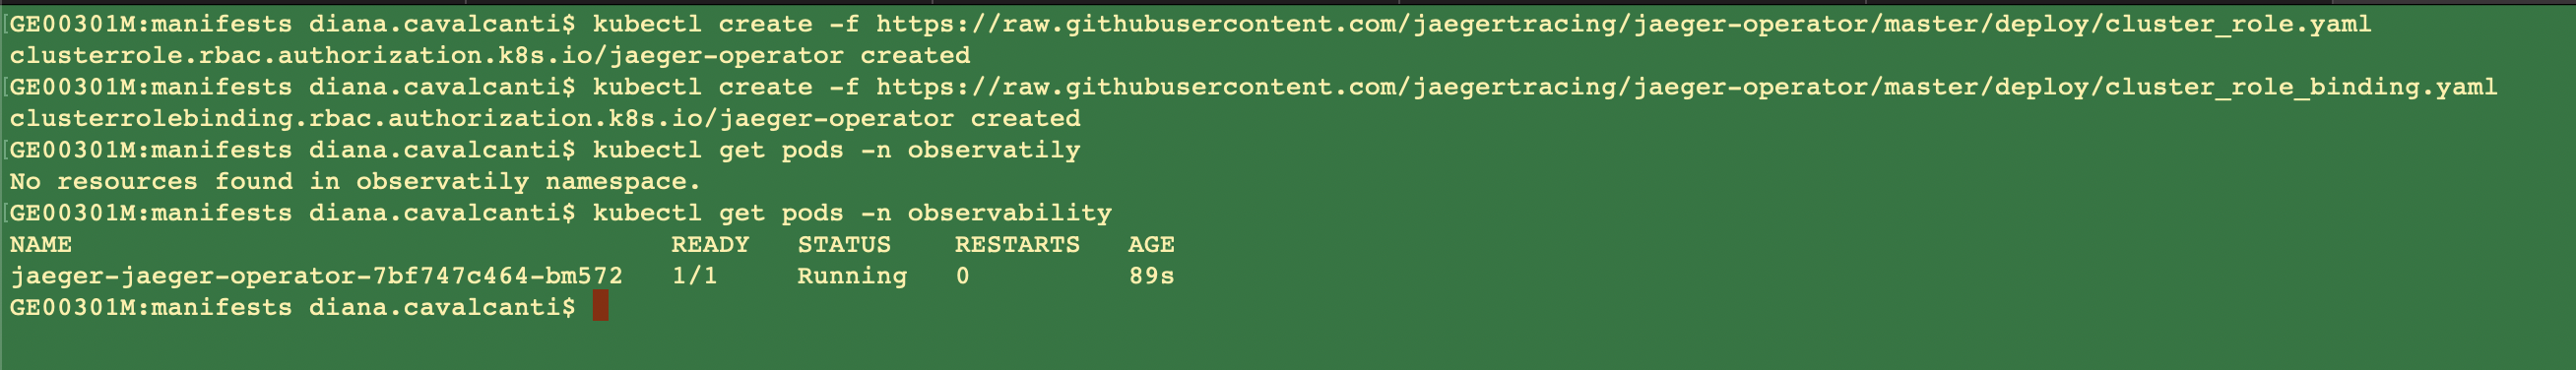 GE00301M:manifests diana.cavalcanti$ kubectl create -f https://raw.githubusercontent.com/jaegertracing/jaeger-operator/master/deploy/cluster_role.yaml
clusterrole.rbac.authorization.k8s.io/jaeger-operator created
GE00301M:manifests diana.cavalcanti$ kubectl create -f https://raw.githubusercontent.com/jaegertracing/jaeger-operator/master/deploy/cluster_role_binding.yaml
clusterrolebinding.rbac.authorization.k8s.io/jaeger-operator created
GE00301M:manifests diana.cavalcanti$ kubectl get pods -n observatily
No resources found in observatily namespace.
GE00301M:manifests diana.cavalcanti$ kubectl get pods -n observability
NAME READY STATUS RESTARTS AGE
jaeger-jaeger-operator-7bf747c464-bm572 1/1 Running 0 89s
GE00301M:manifests diana.cavalcanti$